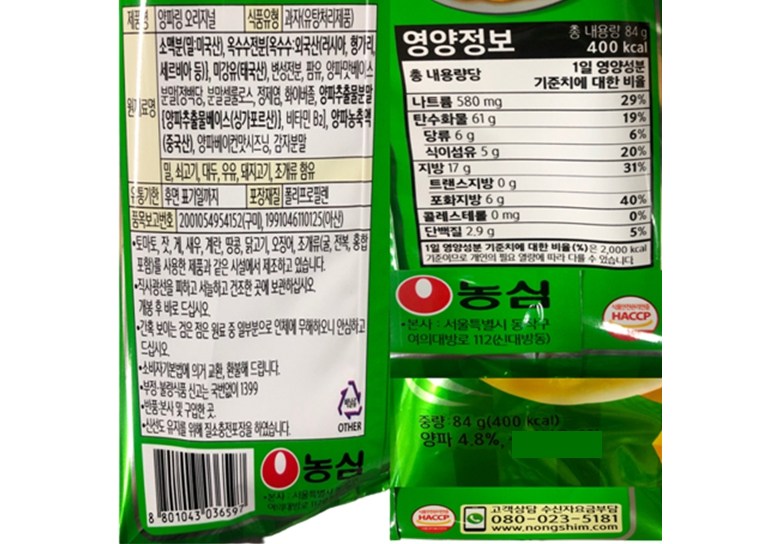 제품명 양파링 오리지널 식품유형 과자(유탕처리제품)
원재료명
소맥분(밀:미국산), 옥수수전분[옥수수:외국산(러시아, 헝가리,
세르비아 등)], 미강유(태국산), 변성전분, 팜유, 양파맛베이스
분말(정백당, 분말셀룰로스, 정제염, 화이버졸, 양파추출물분말
[양파추출물베이스(싱가포르산)], 비타민 B2], 양파농축액
(중국산), 양파베이컨맛시즈닝, 감자분말
밀, 쇠고기, 대두, 우유, 돼지고기, 조개류 함유
유통기한 후면 표기일까지 포장재질 폴리프로필렌
품목보고번호 2001054954152(구미), 1991046110125(아산)
•토마토, 잣, 게, 새우, 계란, 땅콩, 닭고기, 오징어, 조개류(굴, 전복, 홍합
포함)를 사용한 제품과 같은 시설에서 제조하고 있습니다.
•직사광선을 피하고 서늘하고 건조한 곳에 보관하십시오.
개봉 후 바로 드십시오.
•간혹 보이는 검은 점은 원료 중 일부분으로 인체에 무해하오니 안심하고
드십시오.
•소비자기본법에 의거 교환, 환불해 드립니다.
•부정·불량식품 신고는 국번없이 1399
•반품:본사 및 구입한 곳.
•신선도 유지를 위해 질소충전포장을 하였습니다.
OTHER
8 801043 036597
농심
•본사 : 서울특별시
여의대방로
영양정보
총 내용량 84 g
400 kcal
총 내용량당 1일 영양성분
기준치에 대한 비율
나트륨 580 mg 29%
탄수화물 61 g 19%
당류 6 g 6%
식이섬유 5 g 20%
지방 17 g 31%
트랜스지방 0 g
포화지방 6 g 40%
콜레스테롤 0 mg 0%
단백질 2.9 g 5%
1일 영양성분 기준치에 대한 비율(%)은 2,000 kcal
기준이므로 개인의 필요 열량에 따라 다를 수 있습니다.
농심
HACCP
•본사 : 서울특별시 동작구
여의대방로 112(신대방동)
중량:84 g(400 kcal)
양파 4.8%,
HACCP
고객상담 수신자요금부담
080-023-5181
www.nongshim.com